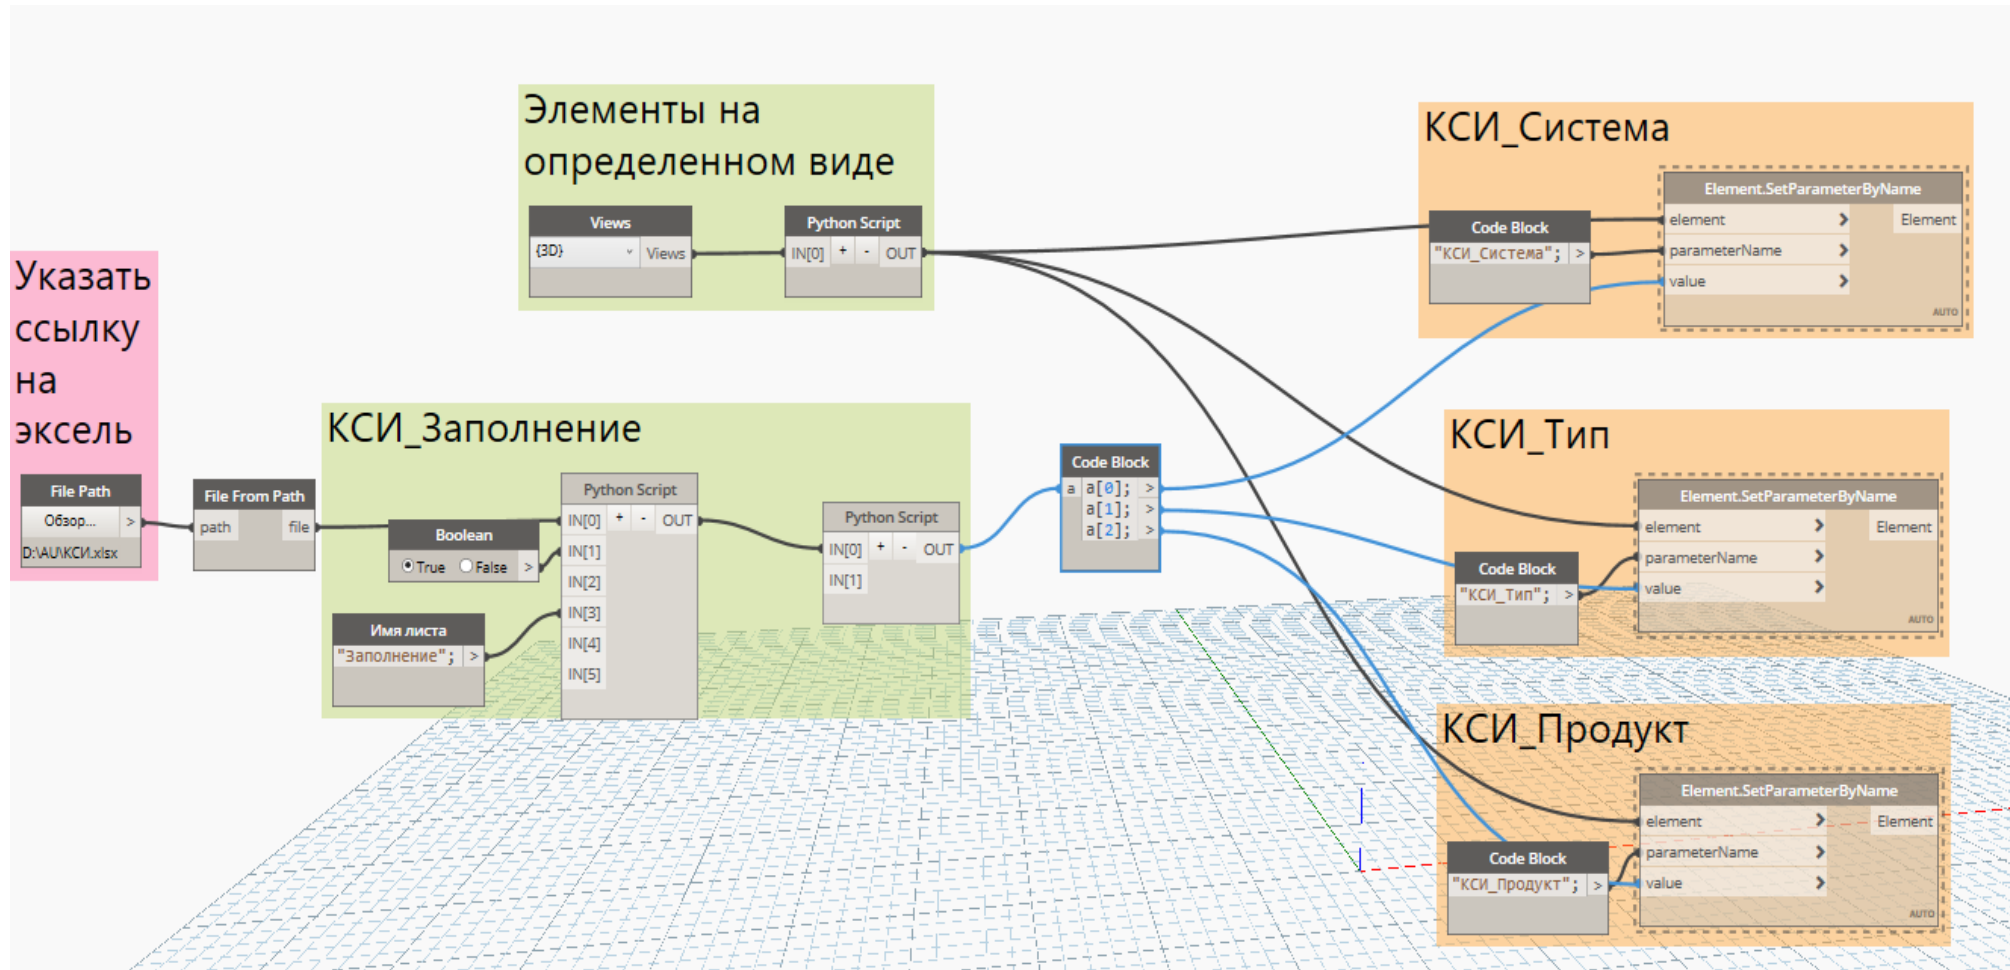 Указать
ссылку
на
эксель
File Path
Обзор... >
D:\AU\КСИ.xlsx
File From Path
path file
Элементы на
определенном виде
Views
{3D} Views
Python Script
IN[0] + - OUT
КСИ_Заполнение
Boolean
True False >
Имя листа
"Заполнение"; >
Python Script
IN[0] + - OUT
IN[1]
IN[2]
IN[3]
IN[4]
IN[5]
Python Script
IN[0] + - OUT
IN[1]
Code Block
a a[0]; >
a[1]; >
a[2]; >
КСИ_Система
Code Block
"КСИ_Система"; >
Element.SetParameterByName
element > Element
parameterName >
value >
AUTO
КСИ_Тип
Code Block
"КСИ_Тип"; >
Element.SetParameterByName
element > Element
parameterName >
value >
AUTO
КСИ_Продукт
Code Block
"КСИ_Продукт"; >
Element.SetParameterByName
element > Element
parameterName >
value >
AUTO